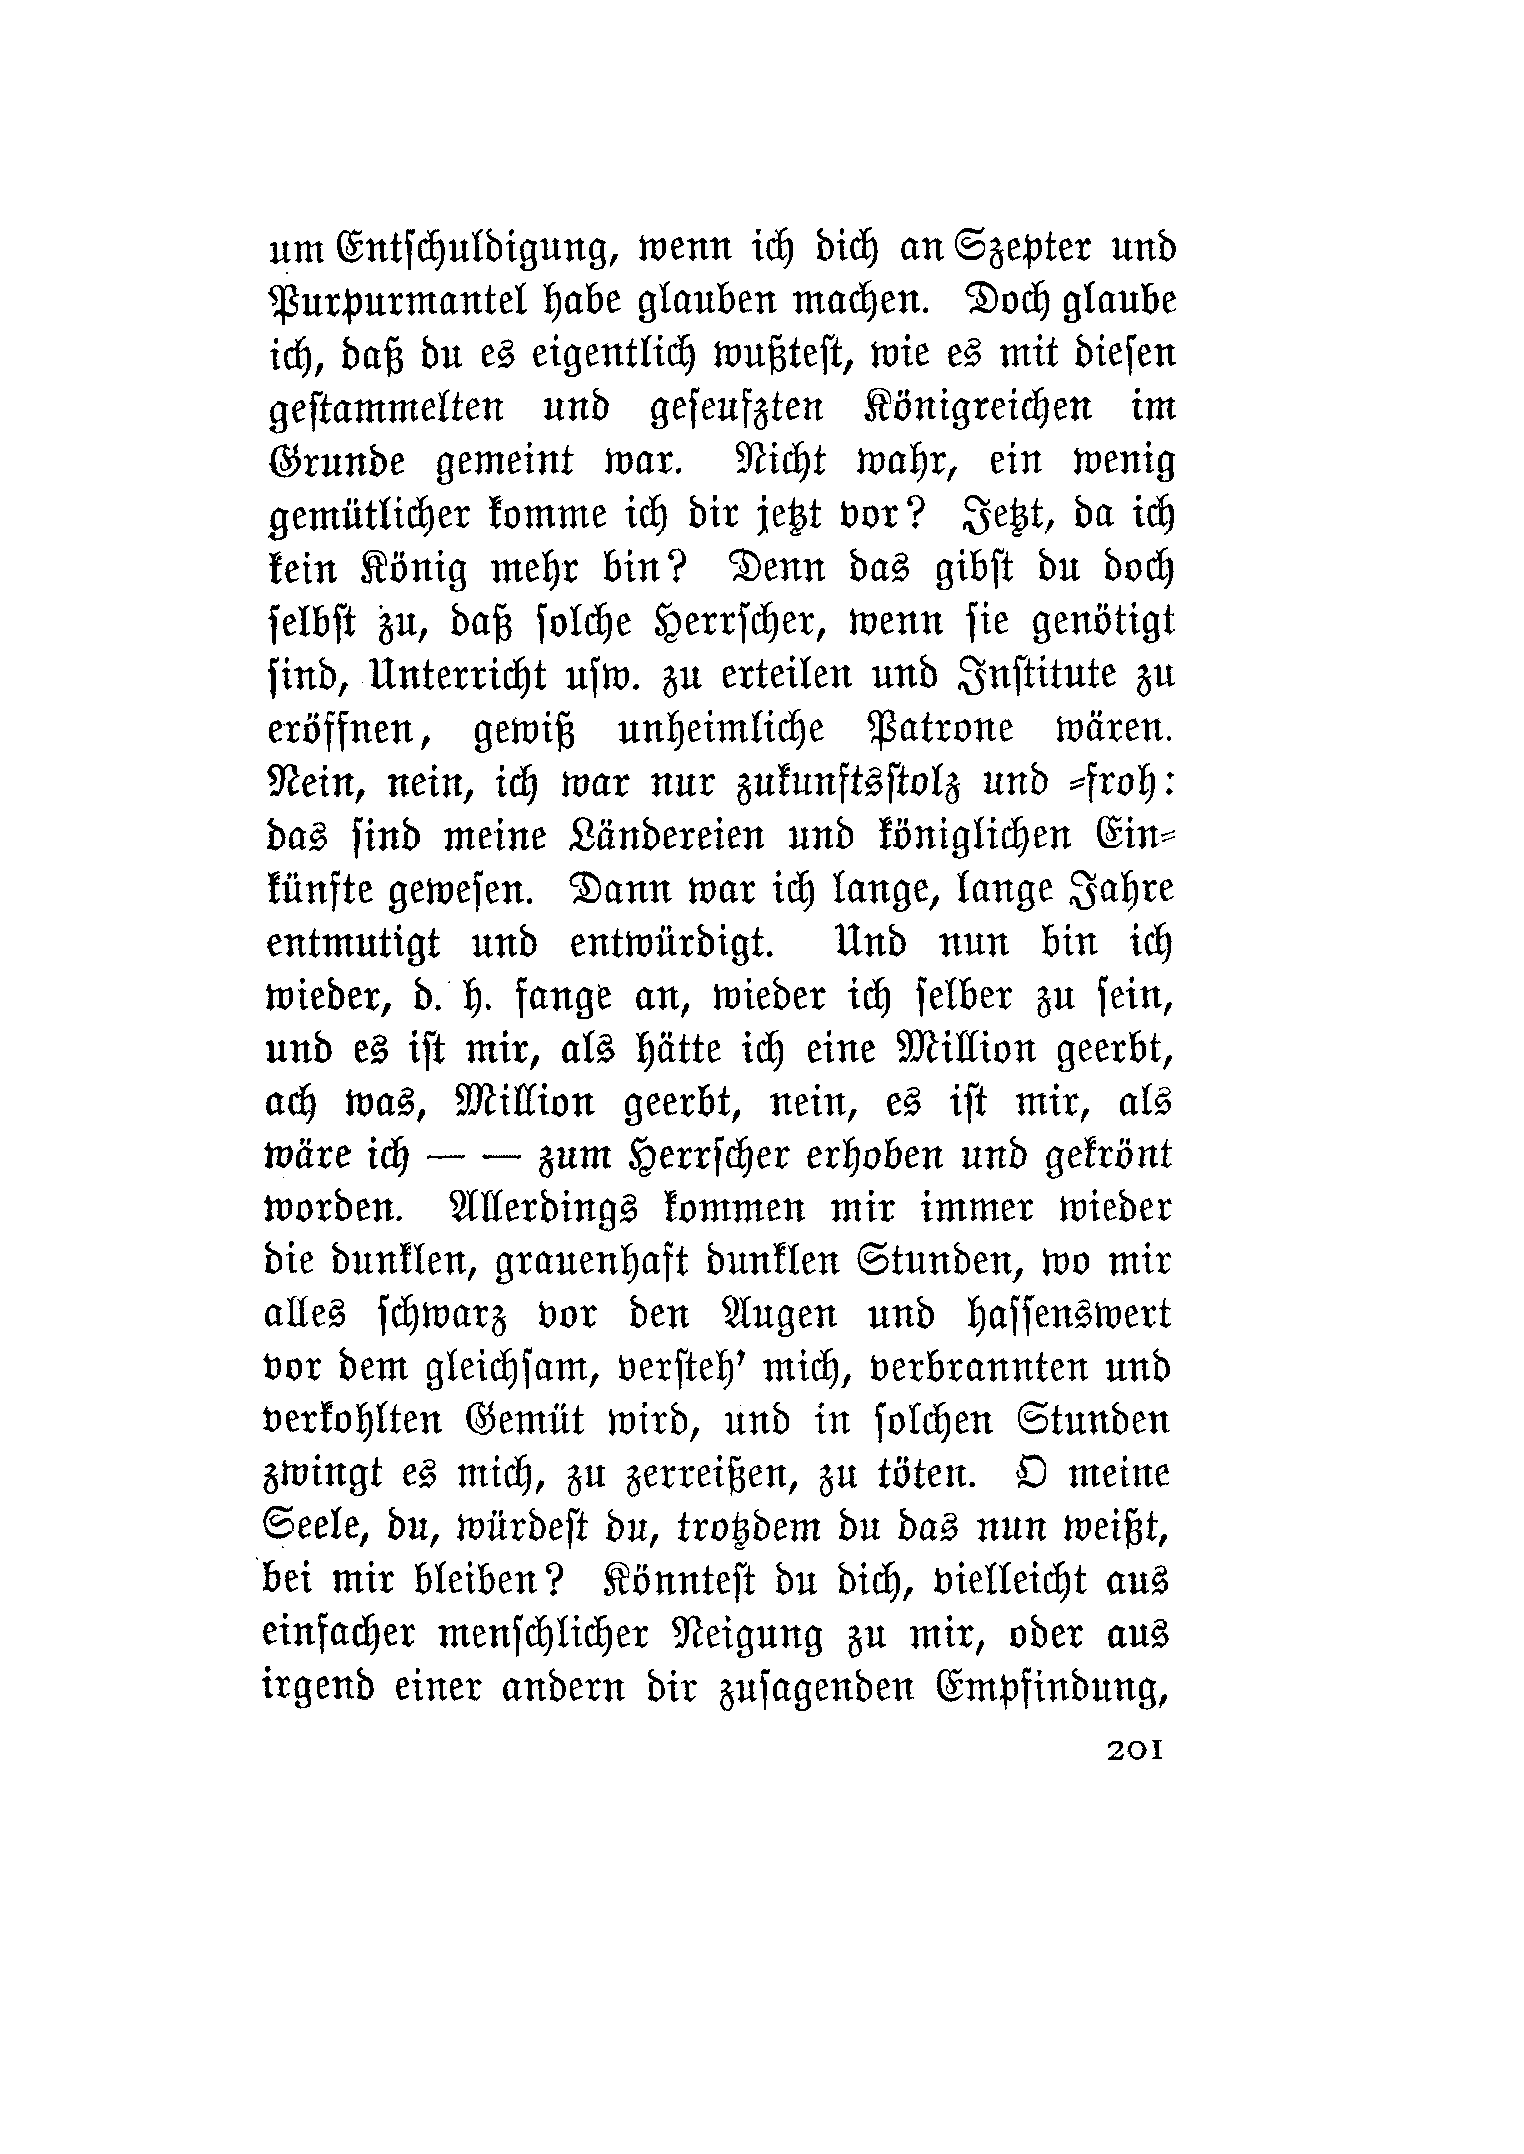 um Entschuldigung, wenn ich dich an Szepter und
Purpurmantel habe glauben machen. Doch glaube
ich, daß du es eigentlich wußtest, wie es mit diesen
gestammelten und geseufzten Königreichen im
Grunde gemeint war. Nicht wahr, ein wenig
gemütlicher komme ich dir jetzt vor? Jetzt, da ich
kein König mehr bin? Denn das gibst du doch
selbst zu, daß solche Herrscher, wenn sie genötigt
sind, Unterricht usw. zu erteilen und Institute zu
eröffnen, gewiß unheimliche Patrone wären.
Nein, nein, ich war nur zukunftsstolz und =froh:
das sind meine Ländereien und königlichen Ein=
künfte gewesen. Dann war ich lange, lange Jahre
entmutigt und entwürdigt. Und nun bin ich
wieder, d. h. fange an, wieder ich selber zu sein,
und es ist mir, als hätte ich eine Million geerbt,
ach was, Million geerbt, nein, es ist mir, als
wäre ich — — zum Herrscher erhoben und gekrönt
worden. Allerdings kommen mir immer wieder
die dunklen, grauenhaft dunklen Stunden, wo mir
alles schwarz vor den Augen und hassenswert
vor dem gleichsam, versteh' mich, verbrannten und
verkohlten Gemüt wird, und in solchen Stunden
zwingt es mich, zu zerreißen, zu töten. O meine
Seele, du, würdest du, trotzdem du das nun weißt,
bei mir bleiben? Könntest du dich, vielleicht aus
einfacher menschlicher Neigung zu mir, oder aus
irgend einer andern dir zusagenden Empfindung,
201